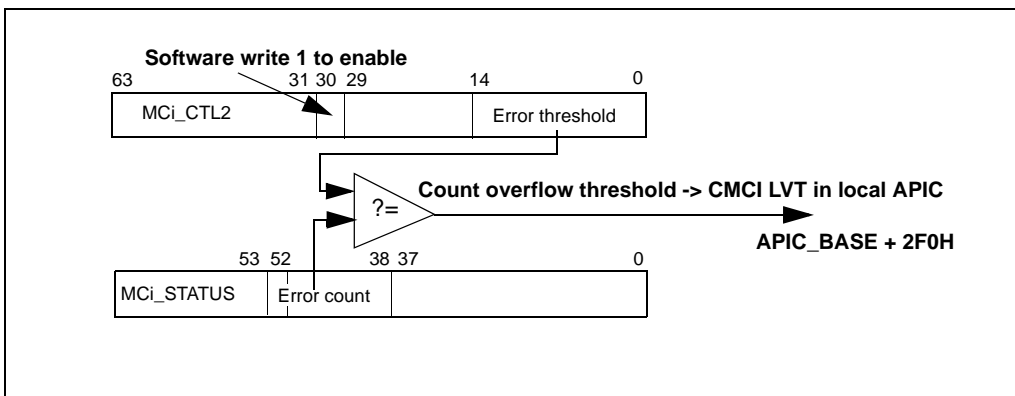 Software write 1 to enable
63 31 30 29 14 0
MCi_CTL2 Error threshold
?=
Count overflow threshold -> CMCI LVT in local APIC
APIC_BASE + 2F0H
53 52 38 37 0
MCi_STATUS Error count